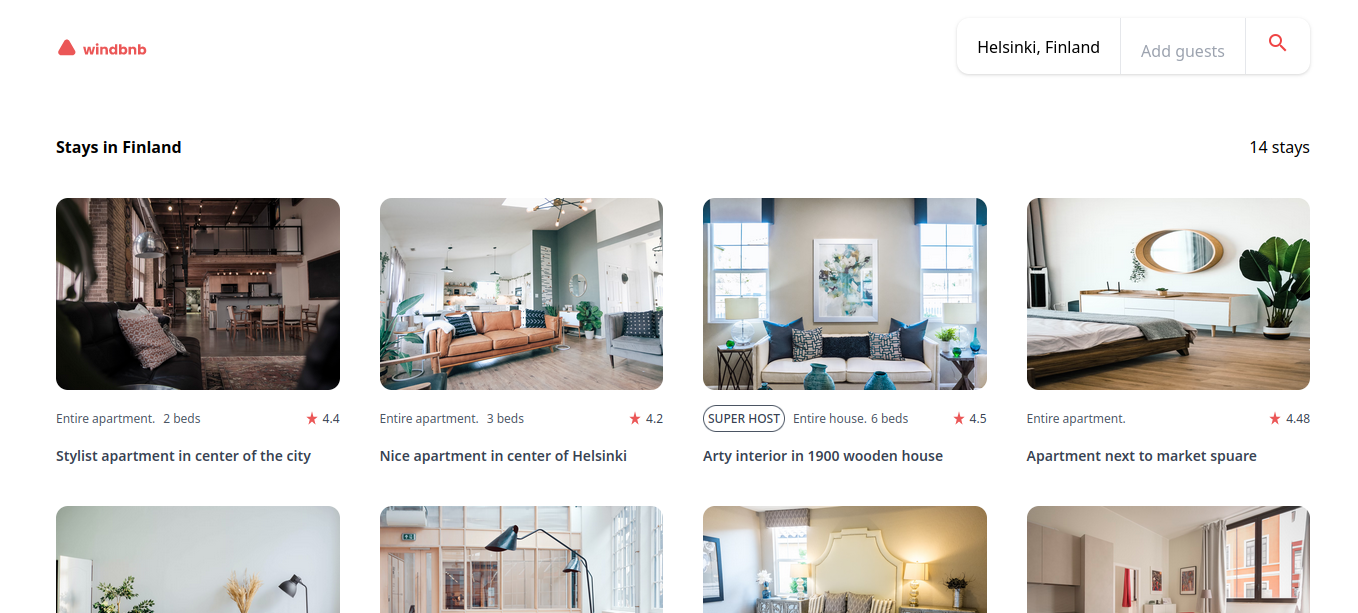 windbnb
Helsinki, Finland
Add guests
Stays in Finland
14 stays
Entire apartment. 2 beds
4.4
Stylist apartment in center of the city
Entire apartment. 3 beds
4.2
Nice apartment in center of Helsinki
SUPER HOST
Entire house. 6 beds
4.5
Arty interior in 1900 wooden house
Entire apartment.
4.48
Apartment next to market spuare